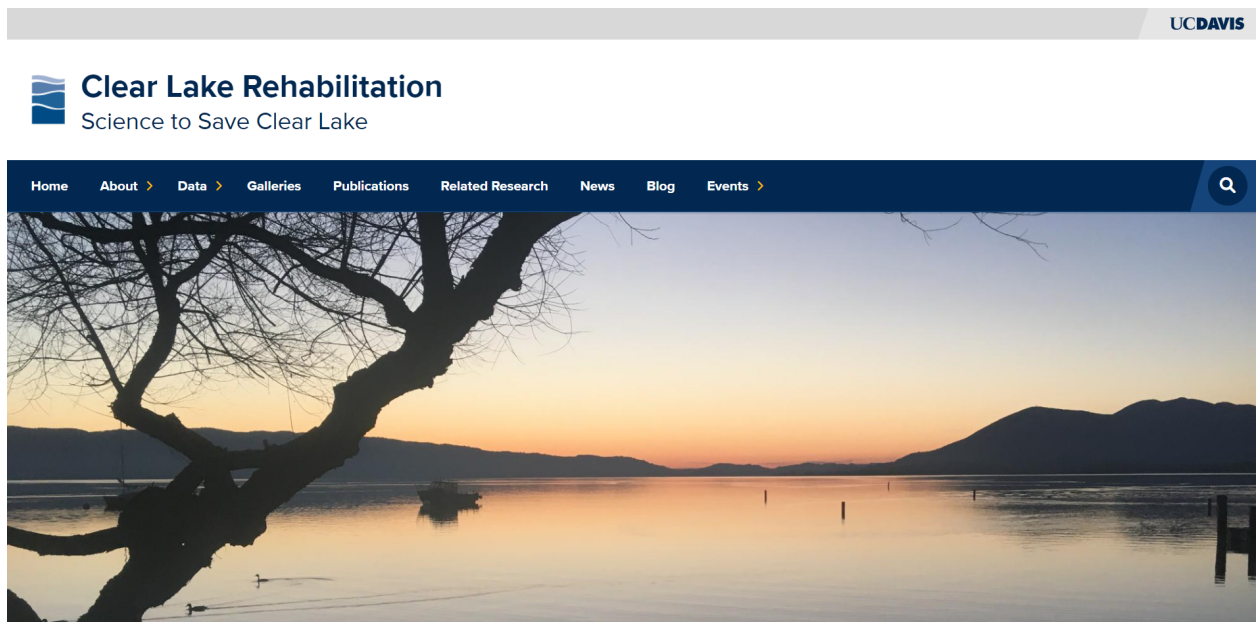 UCDAVIS
Clear Lake Rehabilitation
Science to Save Clear Lake
Home About Data Galleries Publications Related Research News Blog Events